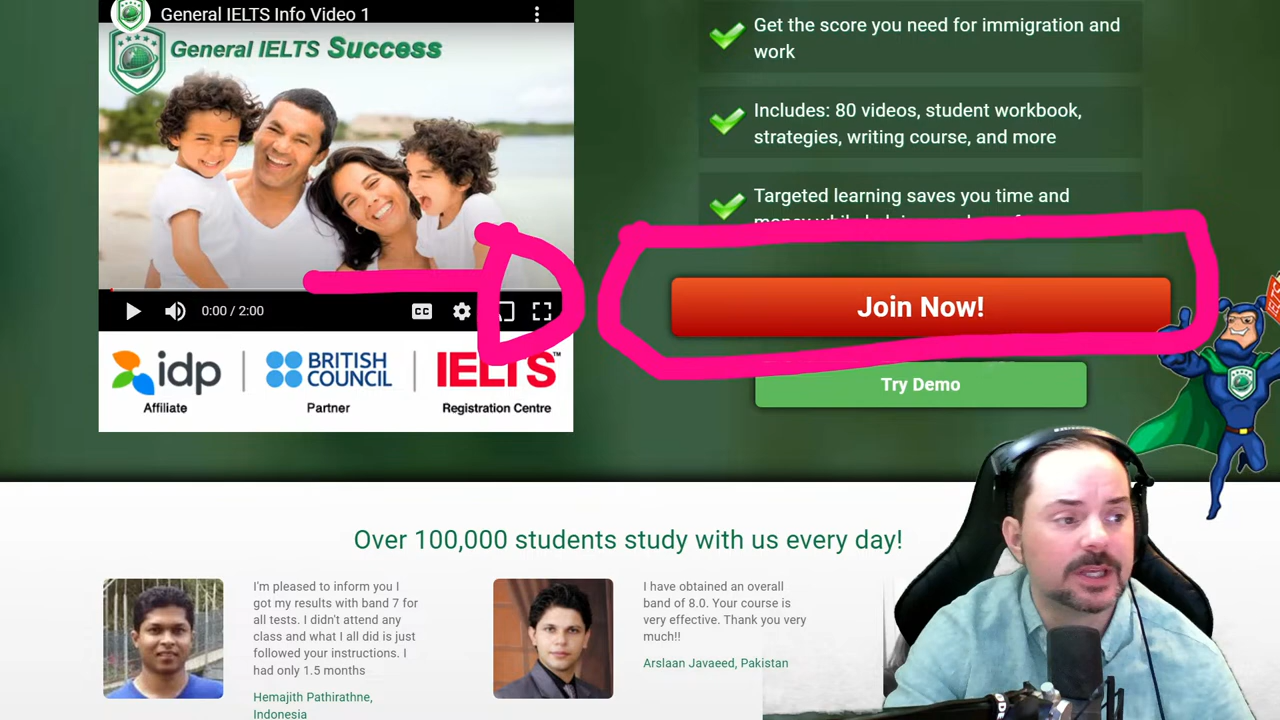 General IELTS Info Video 1
General IELTS Success
0:00 / 2:00
CC
idp
Affiliate
BRITISH
COUNCIL
Partner
IELTS™
Registration Centre
Get the score you need for immigration and
work
Includes: 80 videos, student workbook,
strategies, writing course, and more
Targeted learning saves you time and
Join Now!
Try Demo
Over 100,000 students study with us every day!
I'm pleased to inform you I
got my results with band 7 for
all tests. I didn't attend any
class and what I all did is just
followed your instructions. I
had only 1.5 months
Hemajith Pathirathne,
Indonesia
I have obtained an overall
band of 8.0. Your course is
very effective. Thank you very
much!!
Arslaan Javaeed, Pakistan